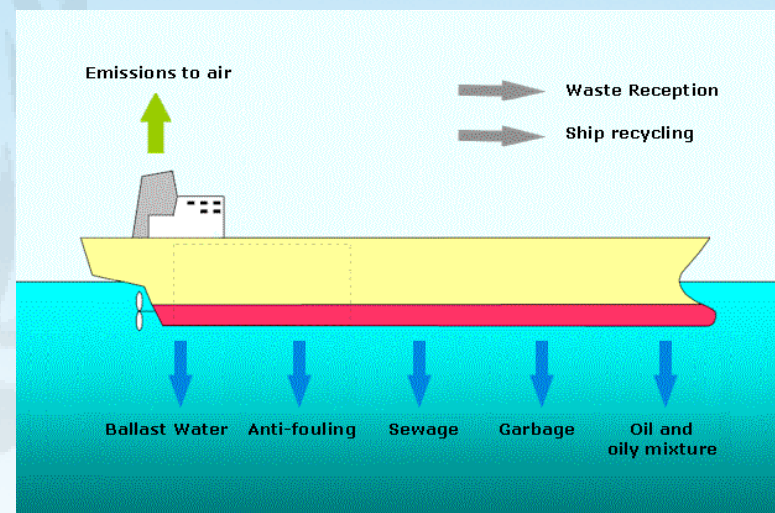 Emissions to air
Waste Reception
Ship recycling
Ballast Water
Anti-fouling
Sewage
Garbage
Oil and
oily mixture